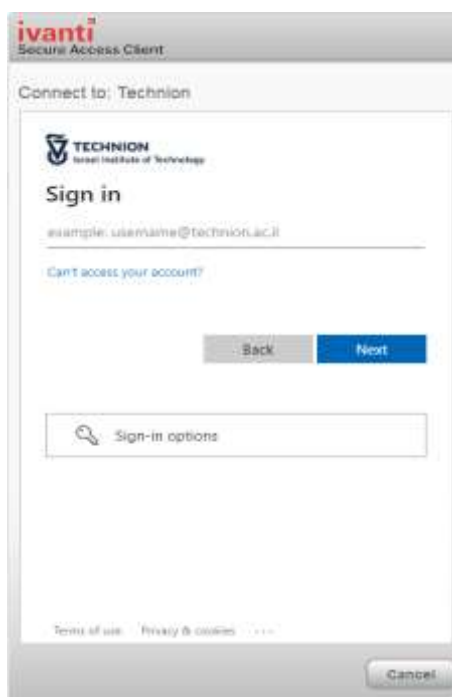 ivanti
Secure Access Client
Connect to: Technion
TECHNION
Israel Institute of Technology
Sign in
example: username@technion.ac.il
Can't access your account?
Back Next
Sign-in options
Terms of use Privacy & cookies ....
Cancel